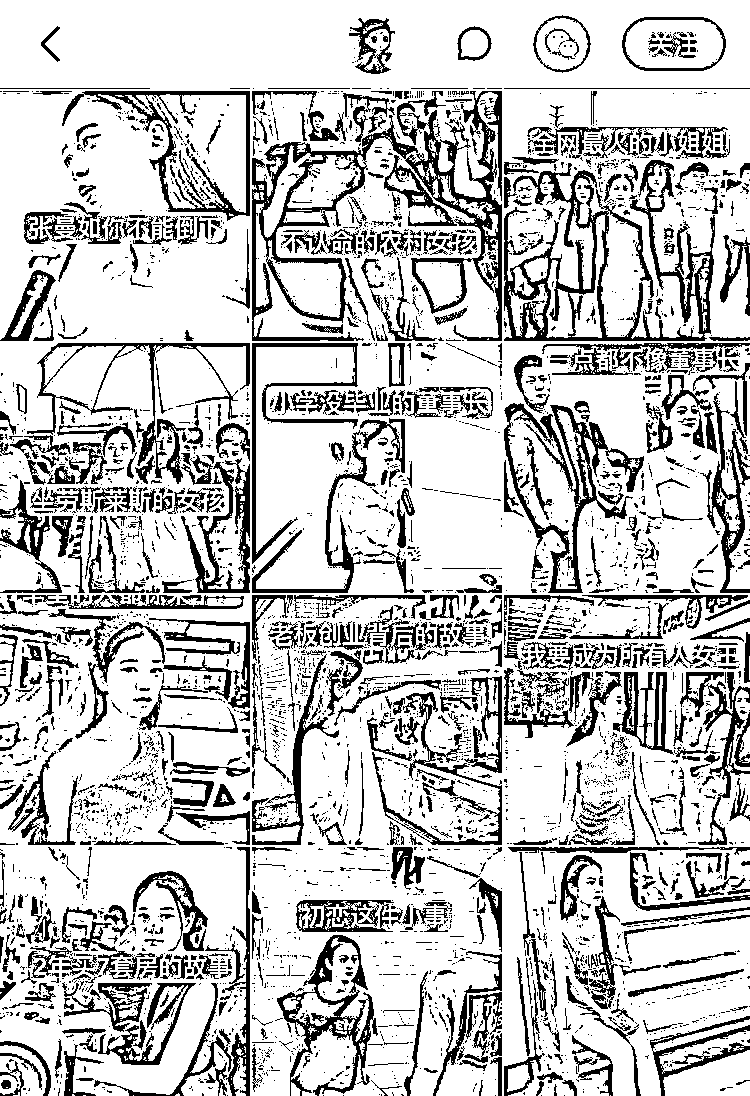 关注
张曼如你不能倒下
不认命的农村女孩
全网最火的小姐姐
坐劳斯莱斯的女孩
小学没毕业的董事长
一点都不像董事长
老板创业背后的故事
我要成为所有人女王
2年买7套房的故事
初恋这件小事